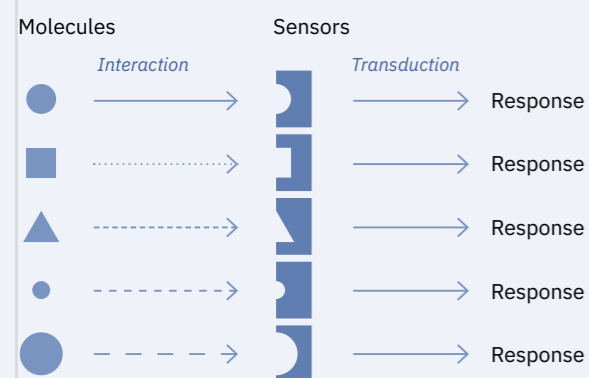 Molecules Sensors
Interaction Transduction
Response
Response
Response
Response
Response